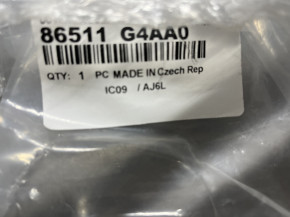 86511 G4AA0
QTY: 1 PC MADE IN Czech Rep
IC09 / AJ6L